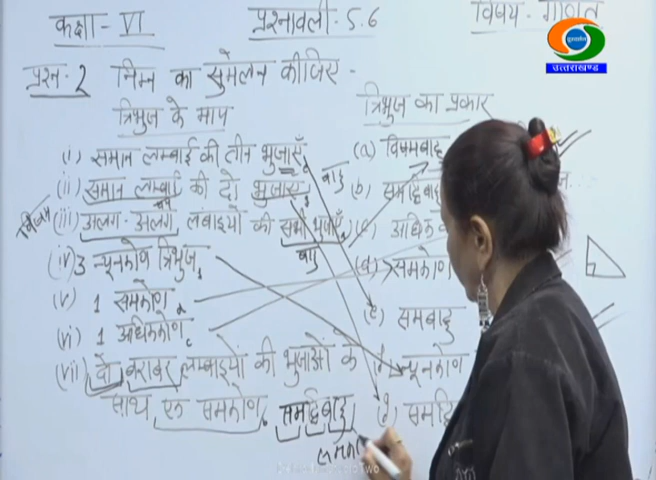 कक्षा - VI प्रश्नावली - 5.6 विषय - गणित
उत्तराखण्ड
प्रश्न - 2 निम्न का सुमेलन कीजिए -
त्रिभुज के माप त्रिभुज का प्रकार
(i) समान लम्बाई की तीन भुजाएँ (a) विषमबाहु
बाहु
(ii) समान लम्बाई की दो भुजाएँ (b) समद्विबाहु
(iii) अलग - अलग लंबाइयों की सभी भुजाएँ (c) अधिक
बाहु
(iv) 3 न्यूनकोण त्रिभुज (d) समकोण
(v) 1 समकोण (e) समबाहु
(vi) 1 अधिककोण न्यूनकोण
(vii) दो बराबर लम्बाइयों की भुजाओं के
साथ एक समकोण समद्विबाहु (g) समद्वि
समको